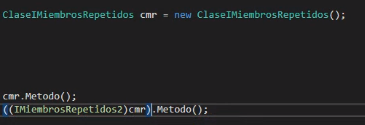 ClaseIMiembrosRepetidos cmr = new ClaseIMiembrosRepetidos();
cmr.Metodo();
((IMiembrosRepetidos2)cmr).Metodo();